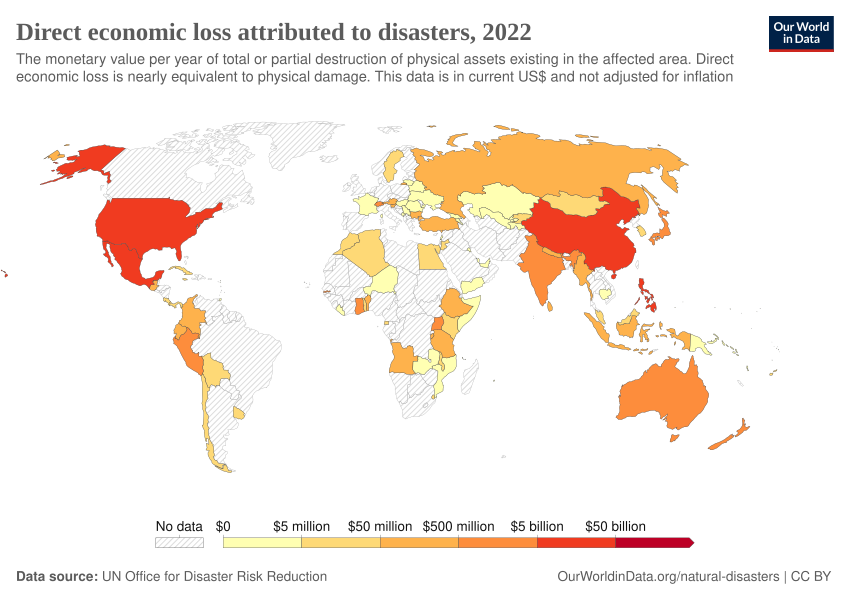 Direct economic loss attributed to disasters, 2022
Our World
in Data
The monetary value per year of total or partial destruction of physical assets existing in the affected area. Direct
economic loss is nearly equivalent to physical damage. This data is in current US$ and not adjusted for inflation
No data $0 $5 million $50 million $500 million $5 billion $50 billion
Data source: UN Office for Disaster Risk Reduction
OurWorldinData.org/natural-disasters | CC BY